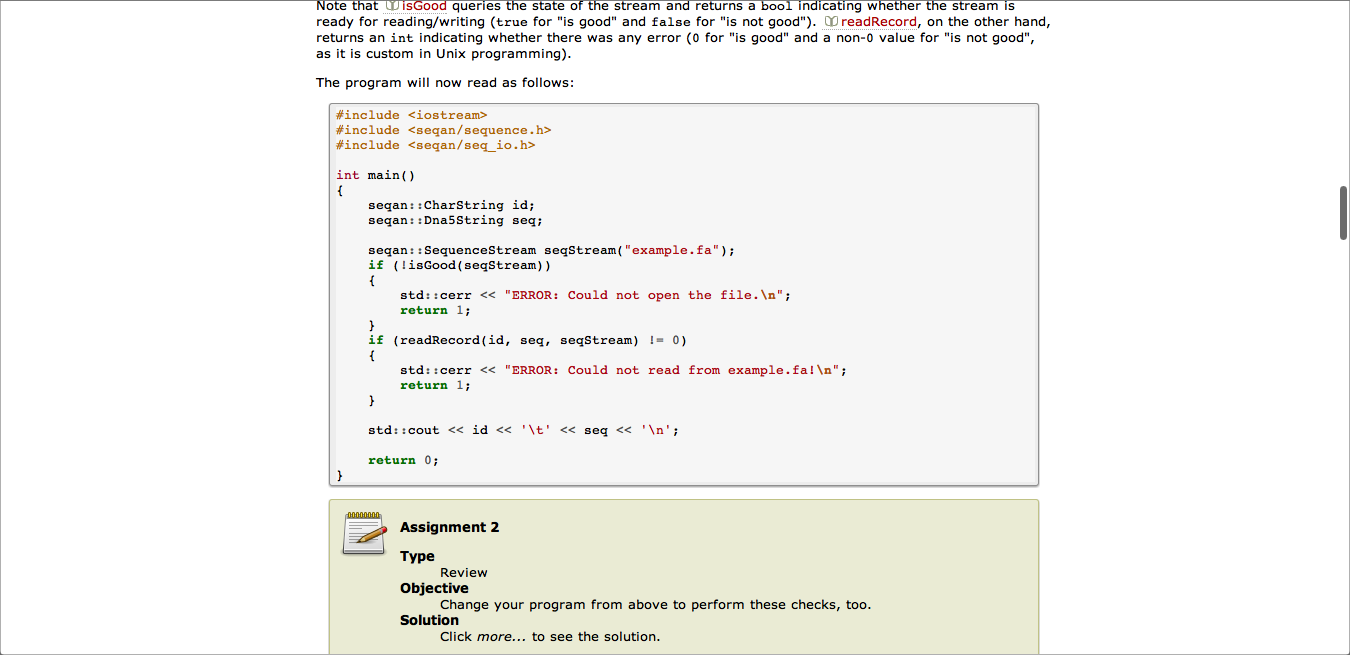 Note that isGood queries the state of the stream and returns a bool indicating whether the stream is
ready for reading/writing (true for "is good" and false for "is not good"). readRecord, on the other hand,
returns an int indicating whether there was any error (0 for "is good" and a non-0 value for "is not good",
as it is custom in Unix programming).
The program will now read as follows:
#include <iostream>
#include <seqan/sequence.h>
#include <seqan/seq_io.h>
int main()
{
    seqan::CharString id;
    seqan::Dna5String seq;
    seqan::SequenceStream seqStream("example.fa");
    if (!isGood(seqStream))
    {
        std::cerr << "ERROR: Could not open the file.\n";
        return 1;
    }
    if (readRecord(id, seq, seqStream) != 0)
    {
        std::cerr << "ERROR: Could not read from example.fa!\n";
        return 1;
    }
    std::cout << id << '\t' << seq << '\n';
    return 0;
}
Assignment 2
Type
Review
Objective
Change your program from above to perform these checks, too.
Solution
Click more... to see the solution.